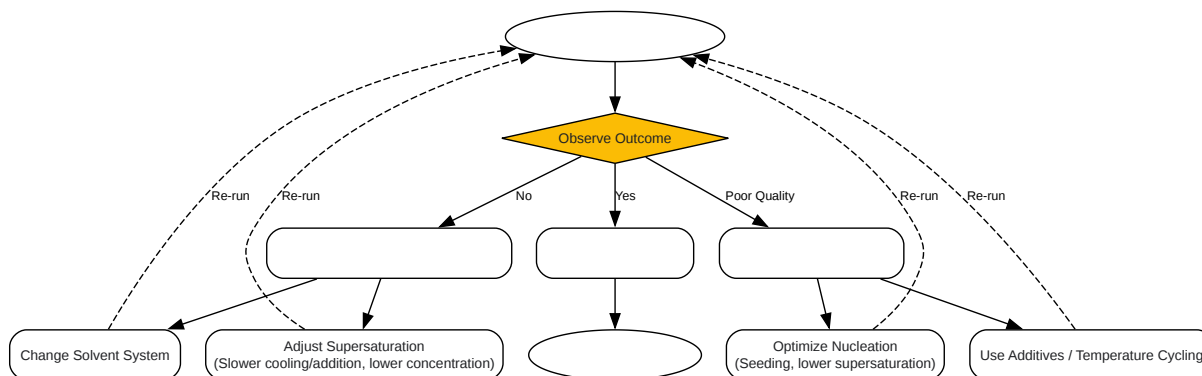 Observe Outcome
No
Yes
Poor Quality
Re-run
Re-run
Re-run
Re-run
Change Solvent System
Adjust Supersaturation
(Slower cooling/addition, lower concentration)
Optimize Nucleation
(Seeding, lower supersaturation)
Use Additives / Temperature Cycling